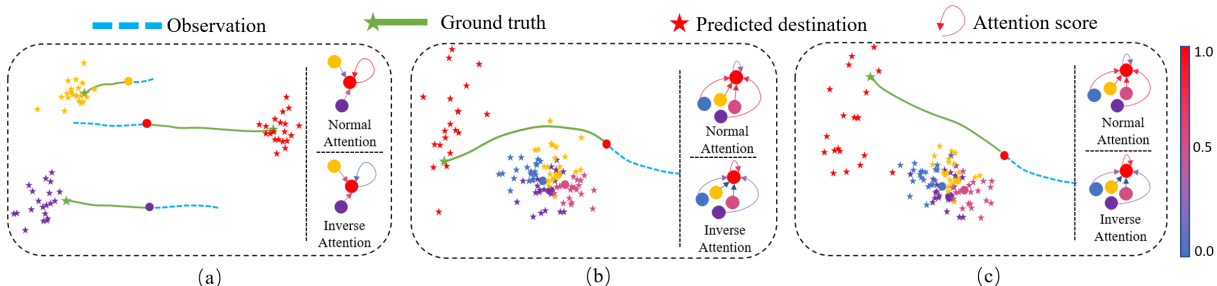 Observation
Ground truth
Predicted destination
Attention score
Normal
Attention
Inverse
Attention
(a)
Normal
Attention
Inverse
Attention
(b)
Normal
Attention
Inverse
Attention
(c)
1.0
0.5
0.0